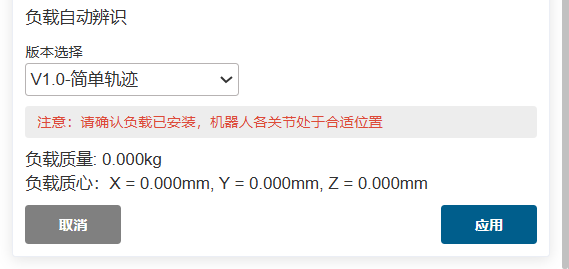 负载自动辨识
版本选择
V1.0-简单轨迹
注意：请确认负载已安装，机器人各关节处于合适位置
负载质量: 0.000kg
负载质心：X = 0.000mm, Y = 0.000mm, Z = 0.000mm
取消
应用